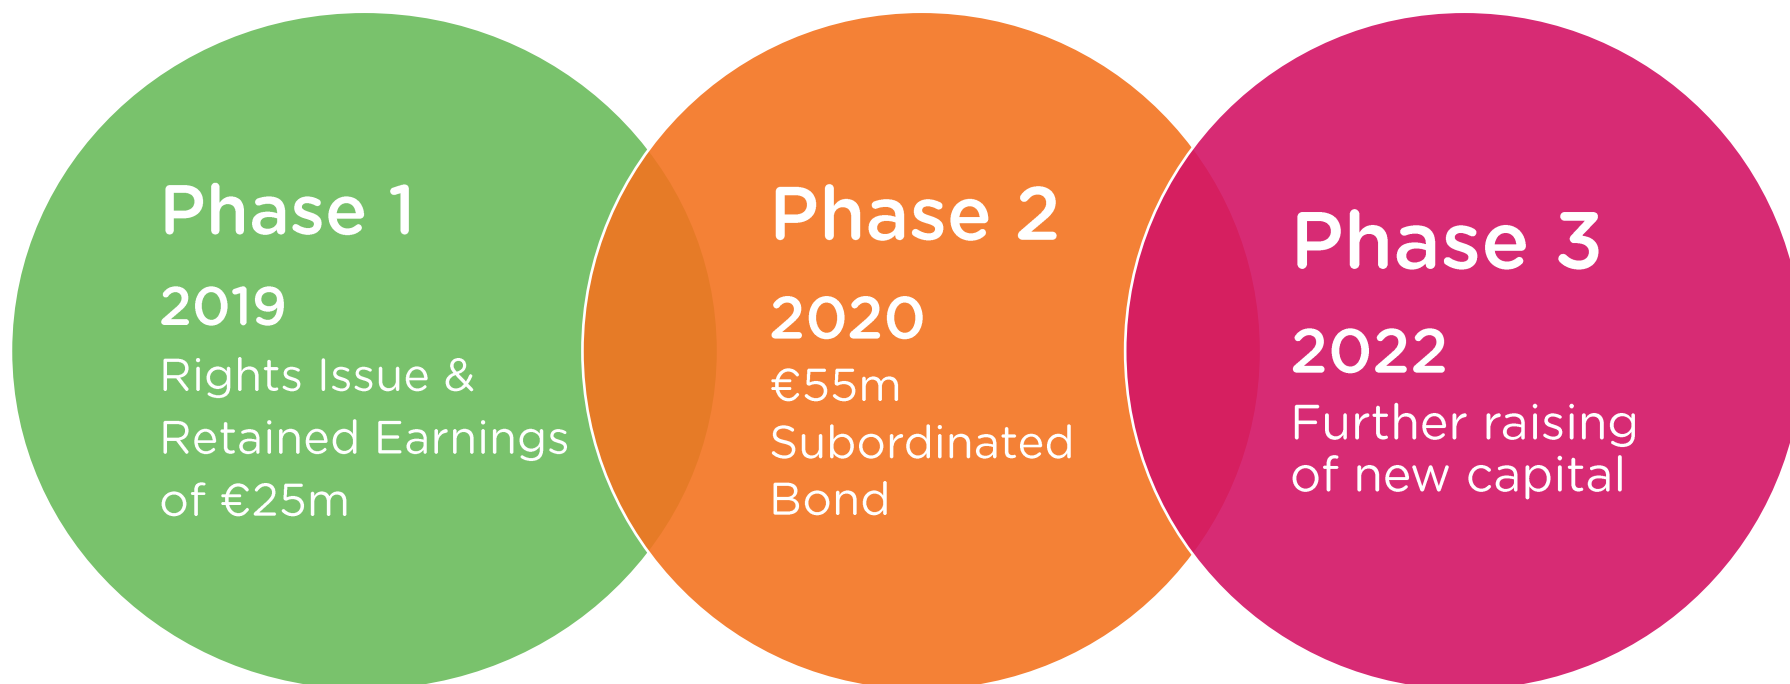 Phase 1
2019
Rights Issue &
Retained Earnings
of €25m
Phase 2
2020
€55m
Subordinated
Bond
Phase 3
2022
Further raising
of new capital